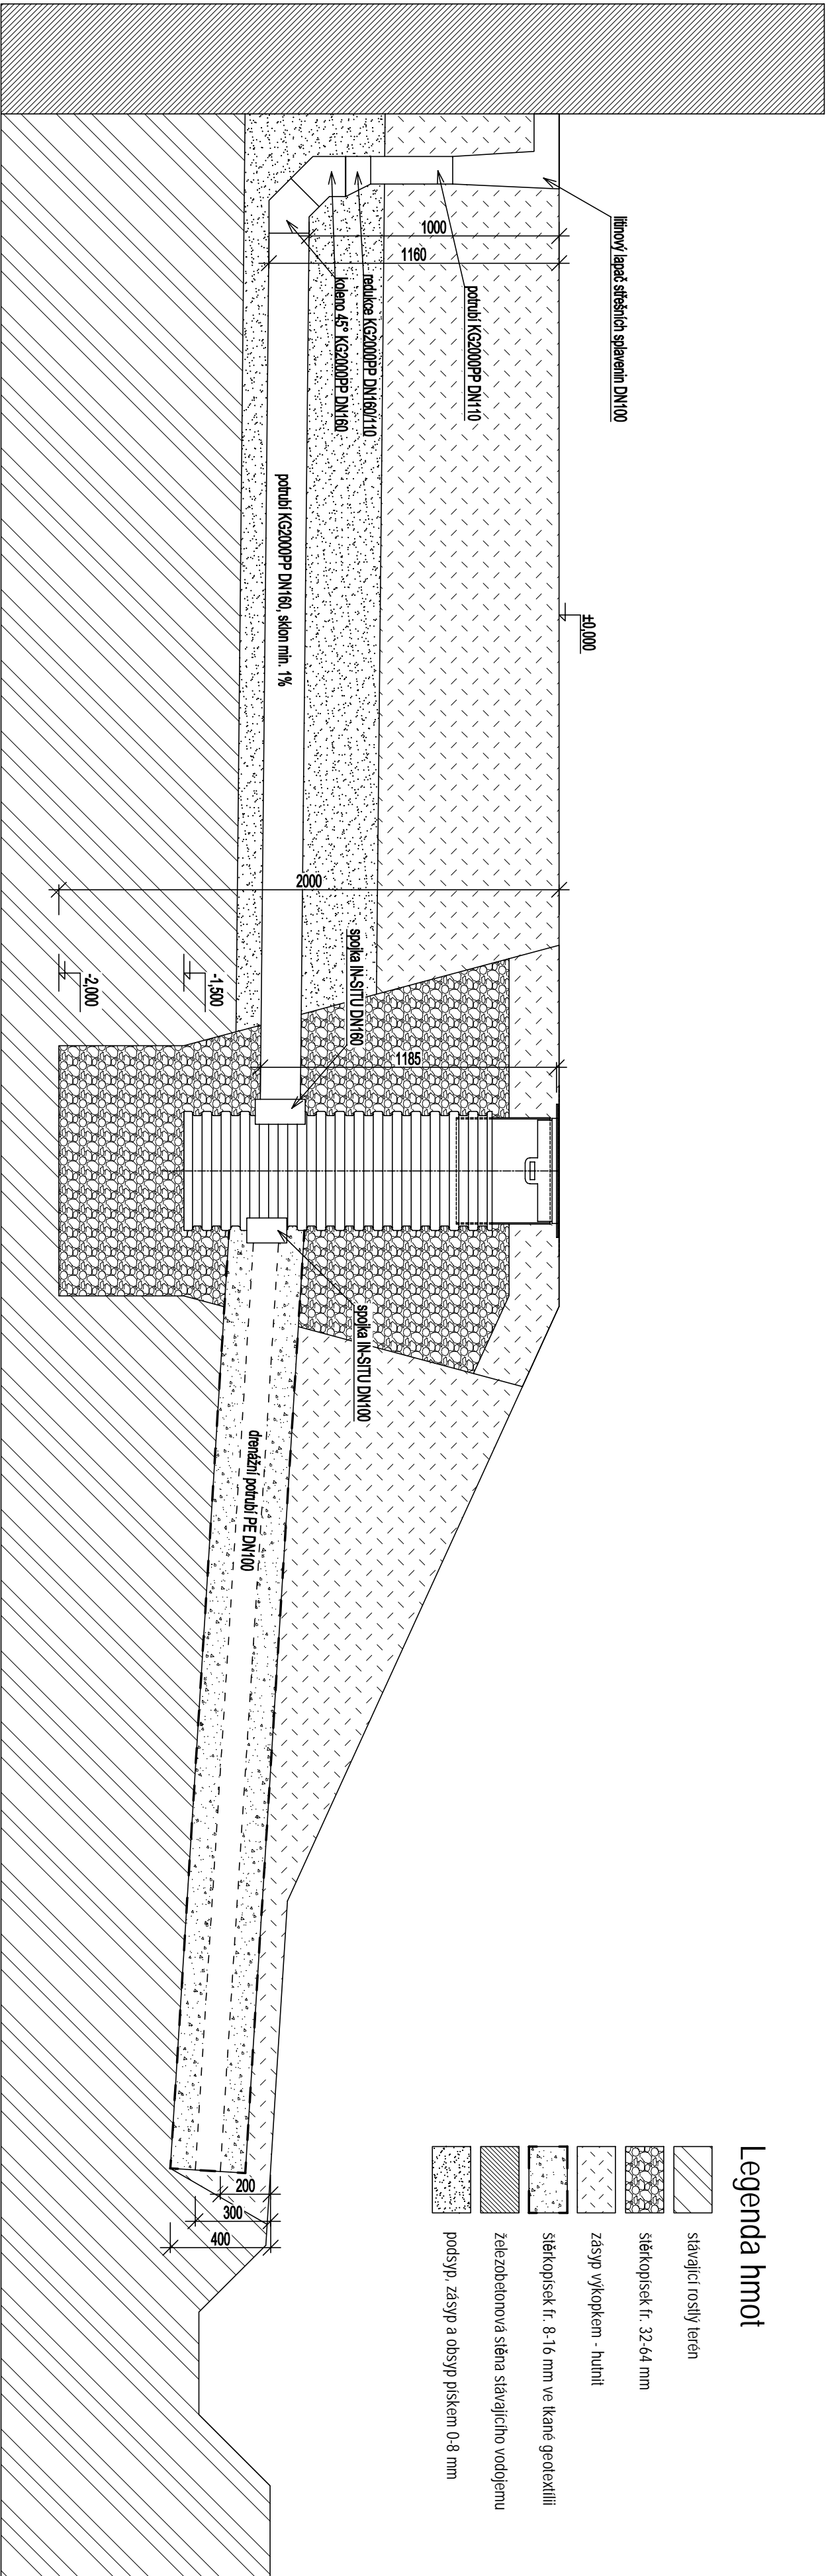 litinový lapač střešních splavenin DN100
potrubí KG2000PP DN110
redukce KG2000PP DN160/110
koleno 45° KG2000PP DN160
1000
1160
potrubí KG2000PP DN160, sklon min. 1%
±0,000
2000
-1,500
-2,000
spojka IN-SITU DN160
1185
spojka IN-SITU DN100
drenážní potrubí PE DN100
200
300
400
Legenda hmot
stávající rostlý terén
štěrkopísek fr. 32-64 mm
zásyp výkopkem - hutnit
štěrkopísek fr. 8-16 mm ve tkané geotextílii
železobetonová stěna stávajícího vodojemu
podsyp, zásyp a obsyp pískem 0-8 mm